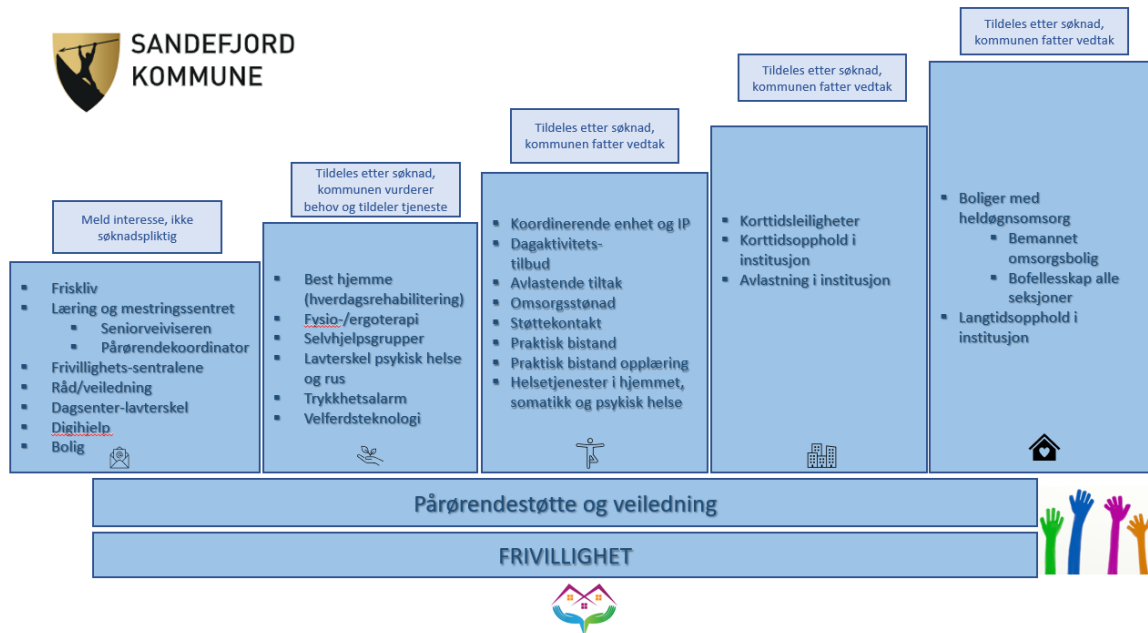 SANDEFJORD
KOMMUNE
Meld interesse, ikke
søknadspliktig
Friskliv
Læring og mestringssentret
Seniorveiviseren
Pårørendekoordinator
Frivillighets-sentralene
Råd/veiledning
Dagsenter-lavterskel
Digihjelp
Bolig
Tildeles etter søknad,
kommunen vurderer
behov og tildeler tjeneste
Best hjemme
(hverdagsrehabilitering)
Fysio-/ergoterapi
Selvhjelpsgrupper
Lavterskel psykisk helse
og rus
Trykkhetsalarm
Velferdsteknologi
Tildeles etter søknad,
kommunen fatter vedtak
Koordinerende enhet og IP
Dagaktivitets-
tilbud
Avlastende tiltak
Omsorgsstønad
Støttekontakt
Praktisk bistand
Praktisk bistand opplæring
Helsetjenester i hjemmet,
somatikk og psykisk helse
Tildeles etter søknad,
kommunen fatter vedtak
Korttidsleiligheter
Korttidsopphold i
institusjon
Avlastning i institusjon
Tildeles etter søknad,
kommunen fatter vedtak
Boliger med
heldøgnsomsorg
Bemannet
omsorgsbolig
Bofellesskap alle
seksjoner
Langtidsopphold i
institusjon
Pårørendestøtte og veiledning
FRIVILLIGHET